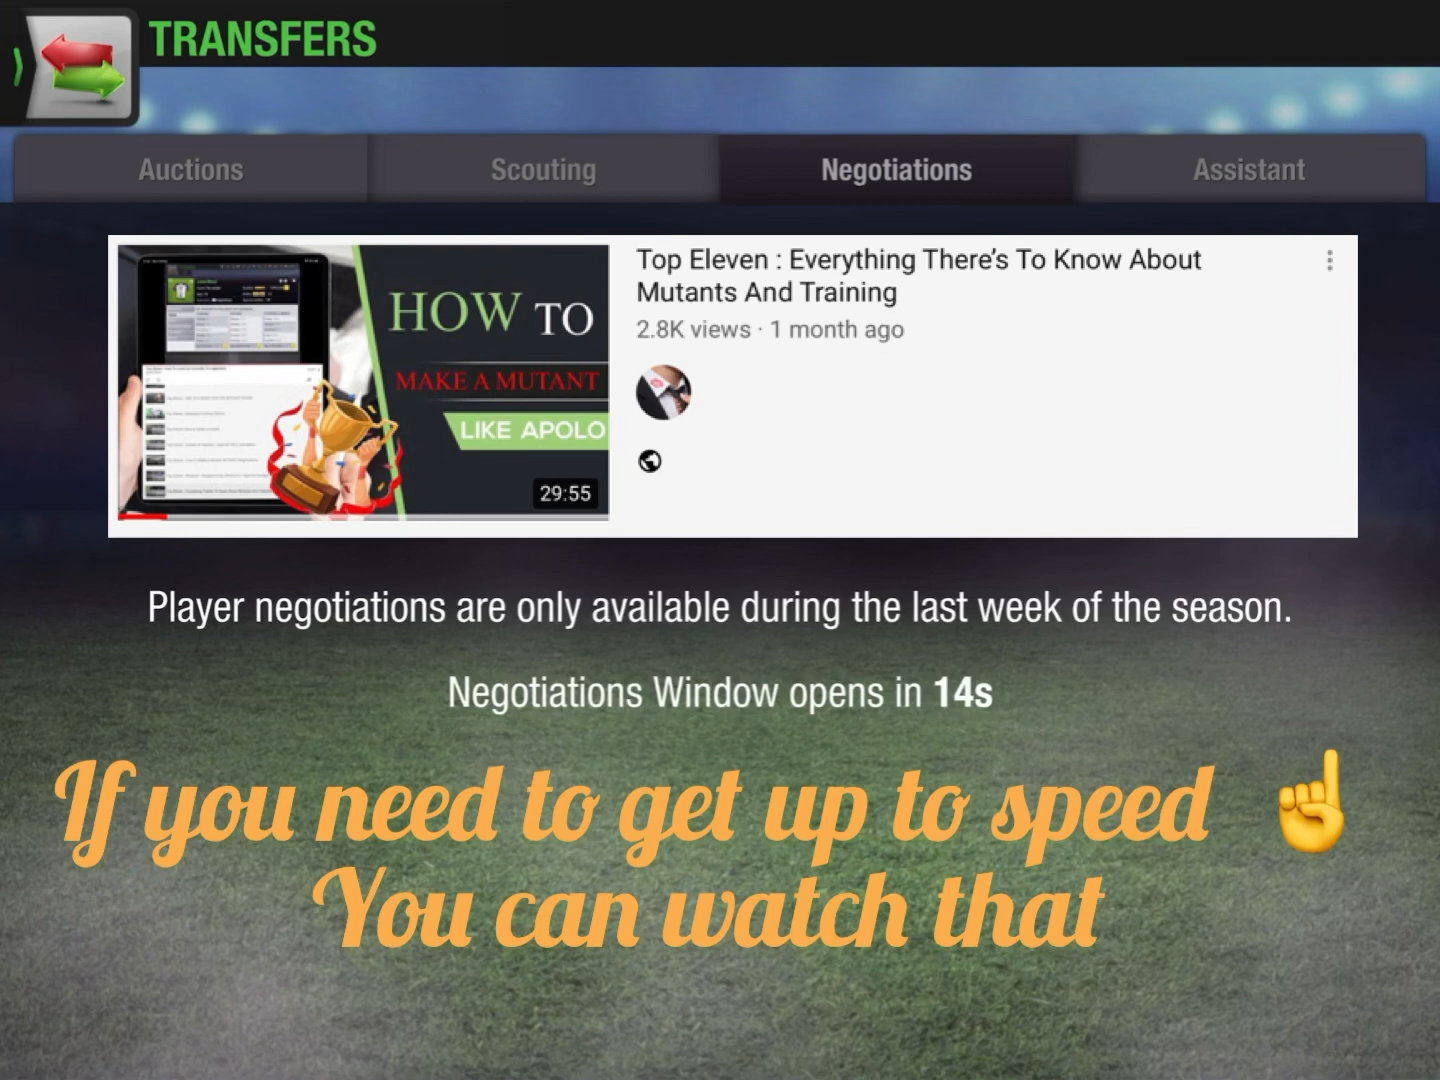 TRANSFERS
Auctions
Scouting
Negotiations
Assistant
HOW TO
MAKE A MUTANT
LIKE APOLO
29:55
Top Eleven : Everything There's To Know About
Mutants And Training
2.8K views · 1 month ago
Player negotiations are only available during the last week of the season.
Negotiations Window opens in 14s
If you need to get up to speed ☝
You can watch that